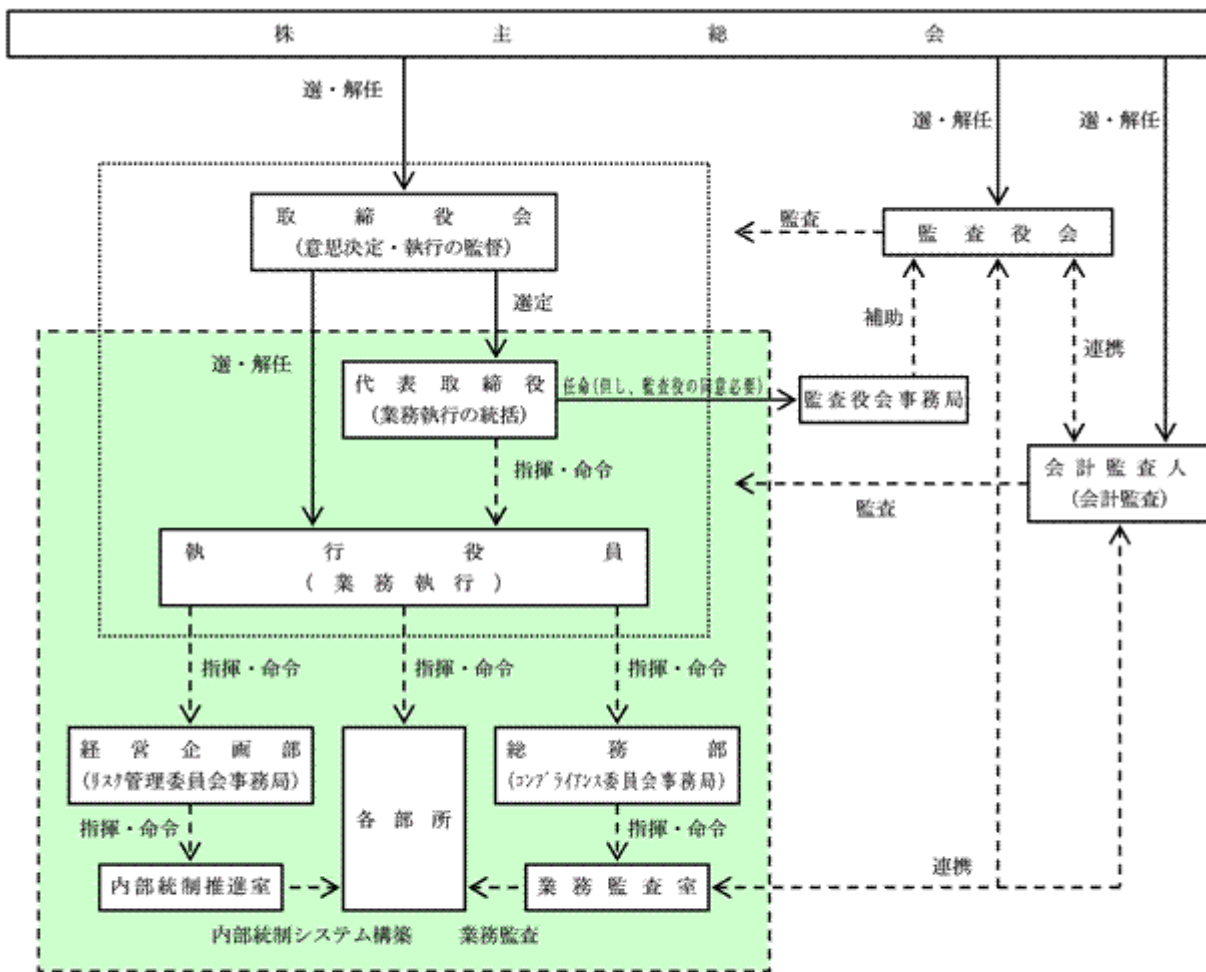 株主総会
選・解任
選・解任
選・解任
取締役会
(意思決定・執行の監督)
監査
監査役会
選定
補助
選・解任
連携
代表取締役
(業務執行の統括)
任命(但し、監査役の同意必要)
監査役会事務局
指揮・命令
会計監査人
(会計監査)
監査
執行役員
(業務執行)
指揮・命令
指揮・命令
指揮・命令
経営企画部
(リスク管理委員会事務局)
各部所
総務部
(コンプライアンス委員会事務局)
指揮・命令
指揮・命令
内部統制推進室
業務監査室
連携
内部統制システム構築
業務監査